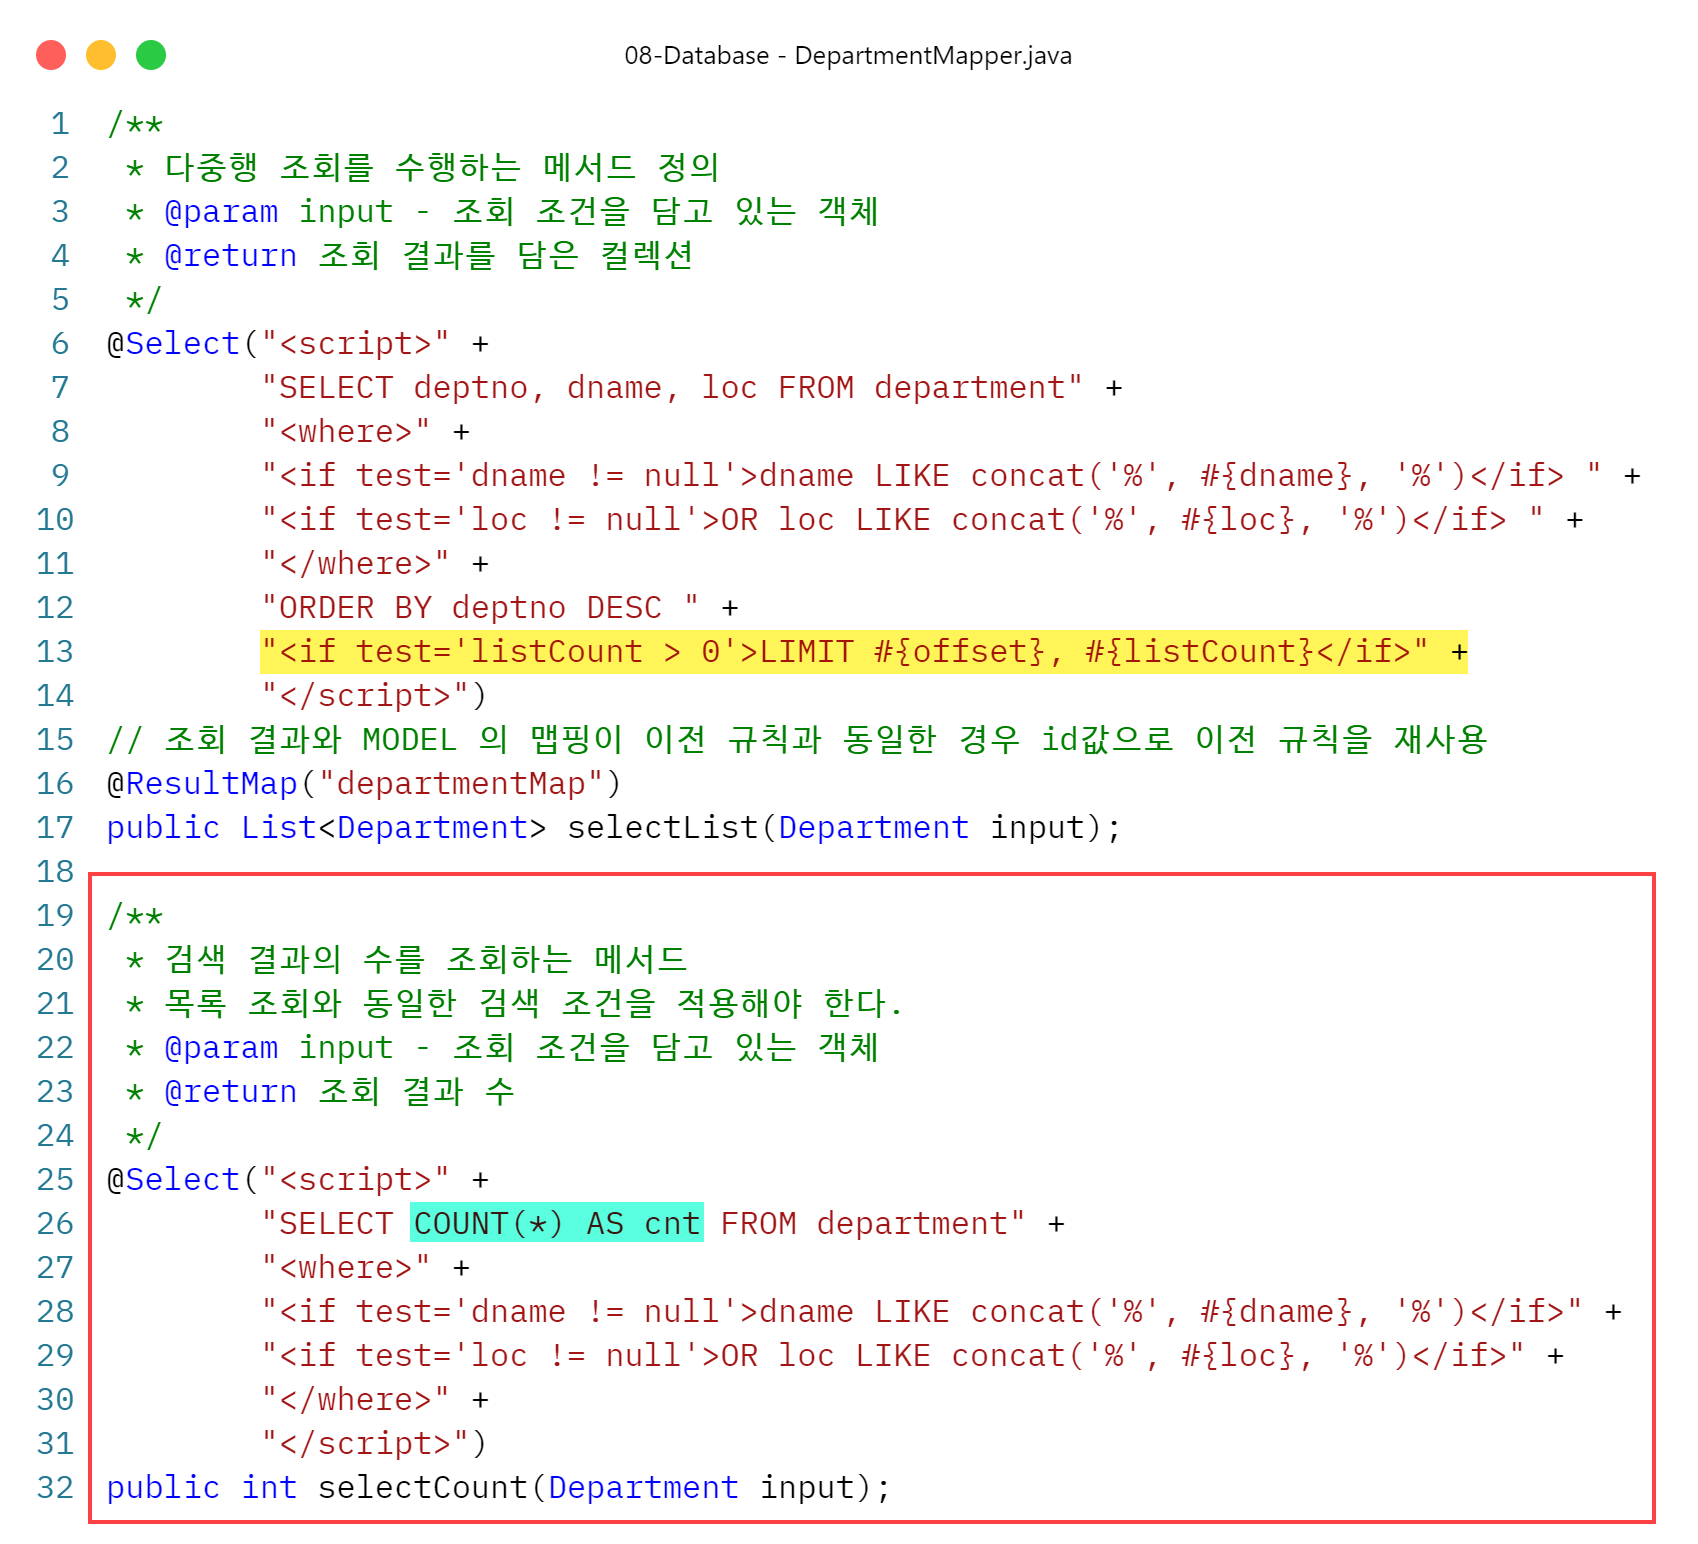 08-Database - DepartmentMapper.java
1 /**
2  * 다중행 조회를 수행하는 메서드 정의
3  * @param input - 조회 조건을 담고 있는 객체
4  * @return 조회 결과를 담은 컬렉션
5  */
6 @Select("<script>" +
7         "SELECT deptno, dname, loc FROM department" +
8         "<where>" +
9         "<if test='dname != null'>dname LIKE concat('%', #{dname}, '%')</if> " +
10         "<if test='loc != null'>OR loc LIKE concat('%', #{loc}, '%')</if> " +
11         "</where>" +
12         "ORDER BY deptno DESC " +
13         "<if test='listCount > 0'>LIMIT #{offset}, #{listCount}</if>" +
14         "</script>")
15 // 조회 결과와 MODEL 의 맵핑이 이전 규칙과 동일한 경우 id값으로 이전 규칙을 재사용
16 @ResultMap("departmentMap")
17 public List<Department> selectList(Department input);
18
19 /**
20  * 검색 결과의 수를 조회하는 메서드
21  * 목록 조회와 동일한 검색 조건을 적용해야 한다.
22  * @param input - 조회 조건을 담고 있는 객체
23  * @return 조회 결과 수
24  */
25 @Select("<script>" +
26         "SELECT COUNT(*) AS cnt FROM department" +
27         "<where>" +
28         "<if test='dname != null'>dname LIKE concat('%', #{dname}, '%')</if>" +
29         "<if test='loc != null'>OR loc LIKE concat('%', #{loc}, '%')</if>" +
30         "</where>" +
31         "</script>")
32 public int selectCount(Department input);